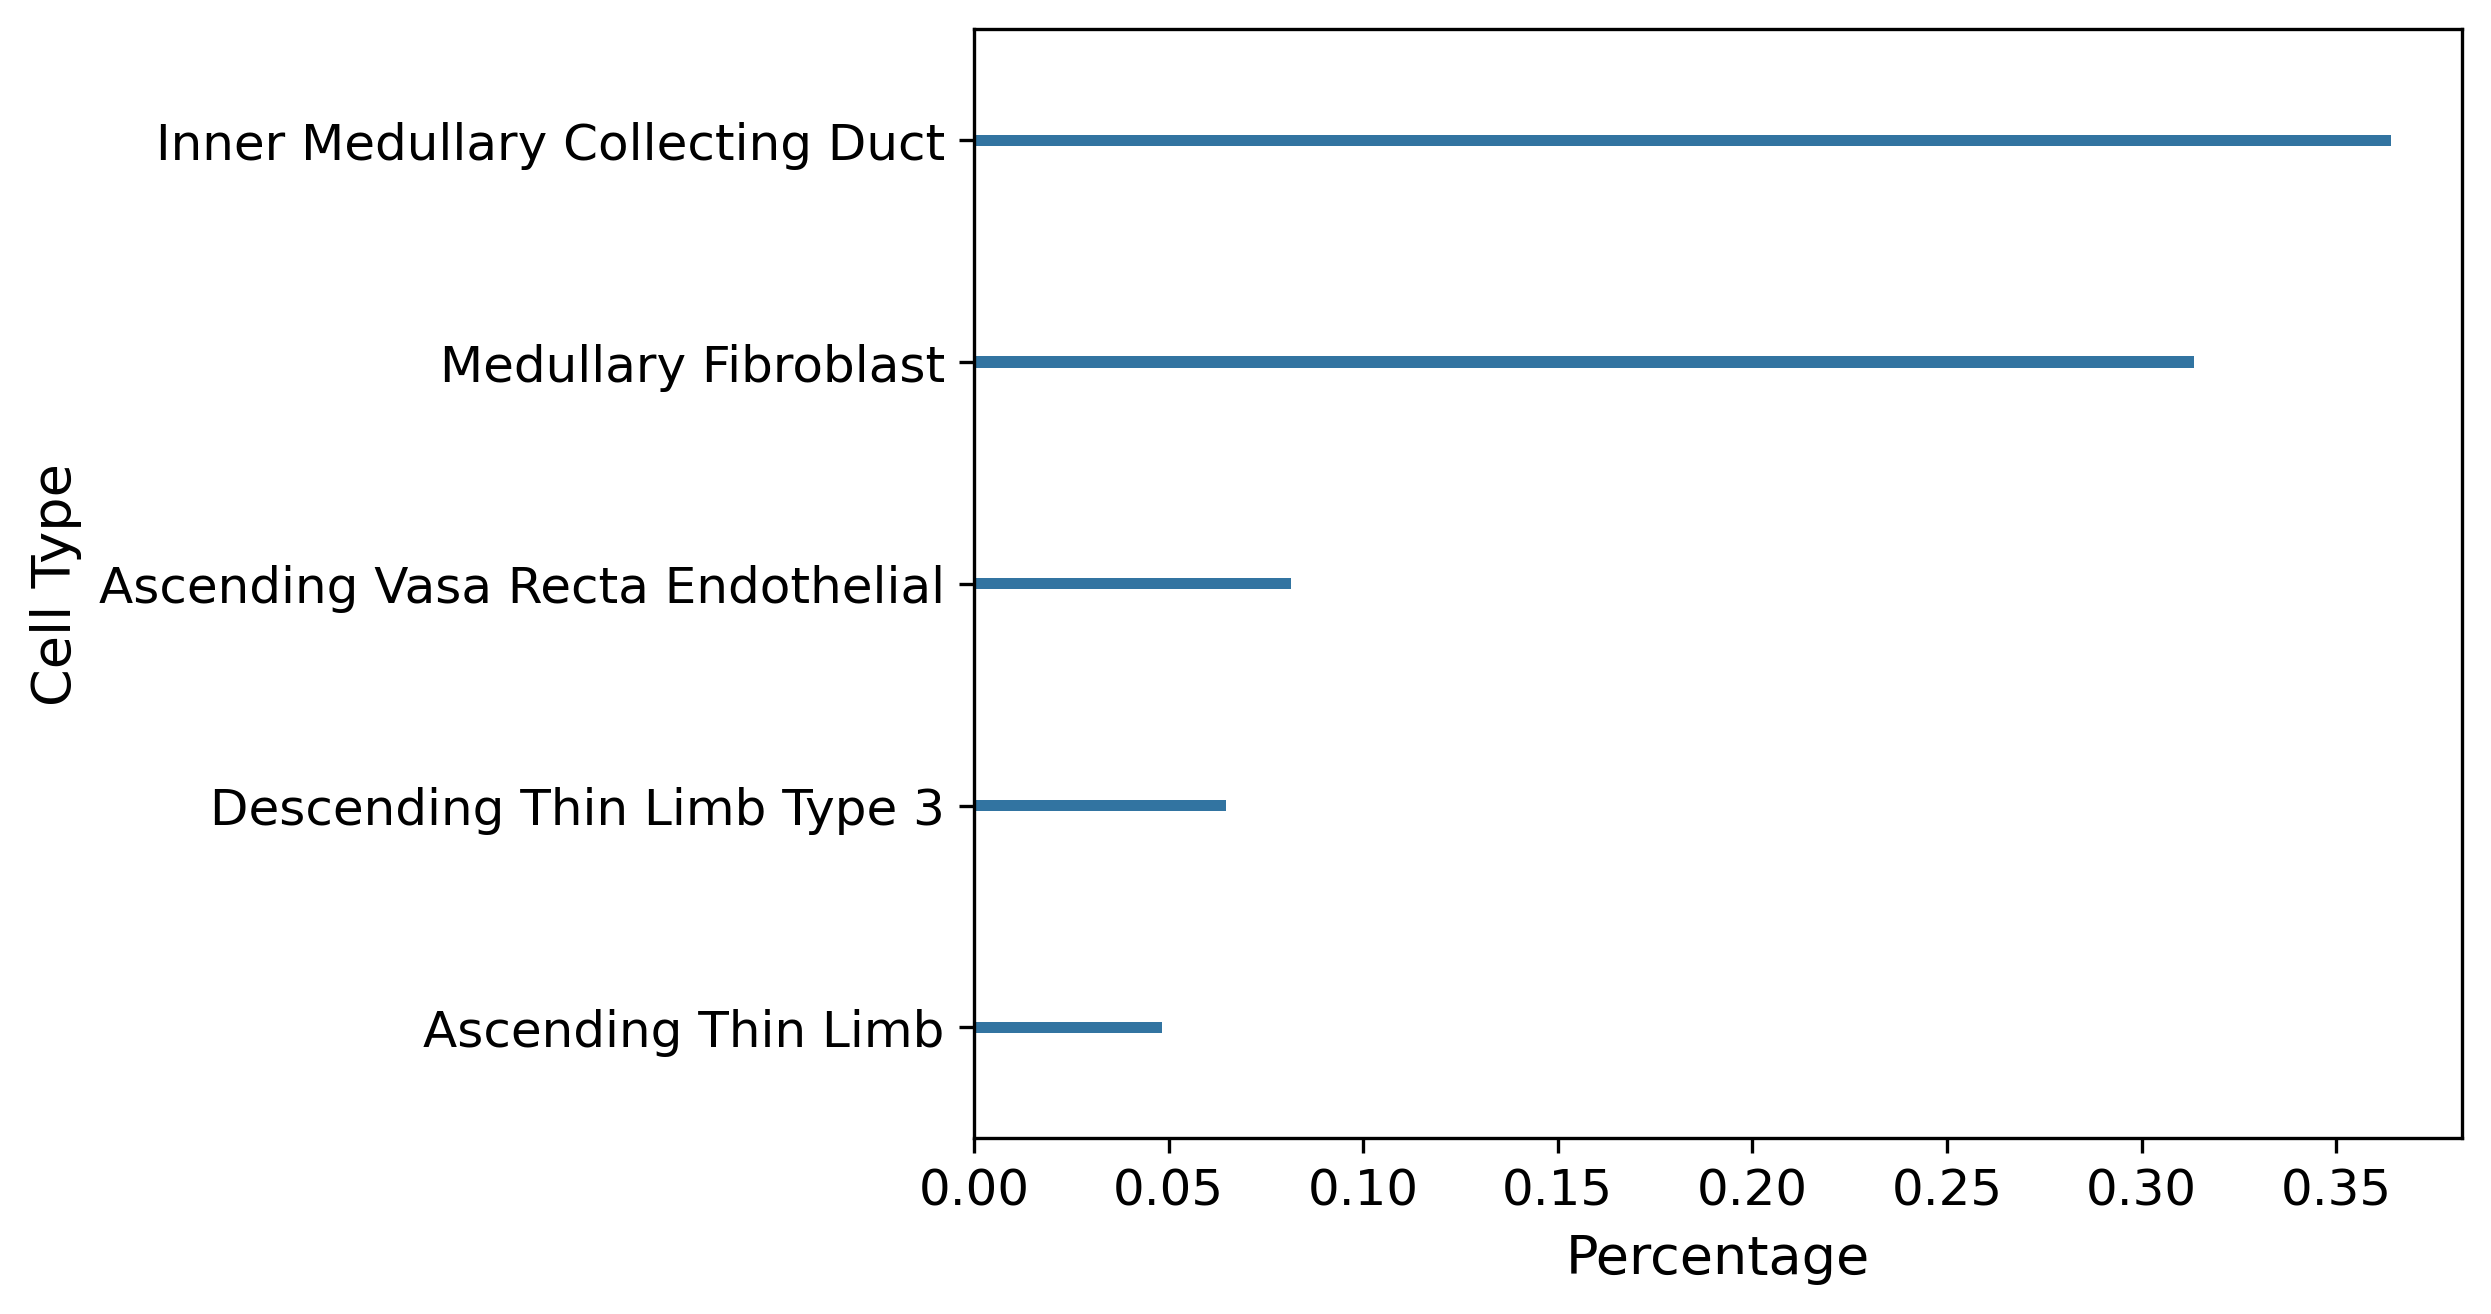 Inner Medullary Collecting Duct
Medullary Fibroblast
Ascending Vasa Recta Endothelial
Descending Thin Limb Type 3
Ascending Thin Limb
Cell Type
0.00 0.05 0.10 0.15 0.20 0.25 0.30 0.35
Percentage